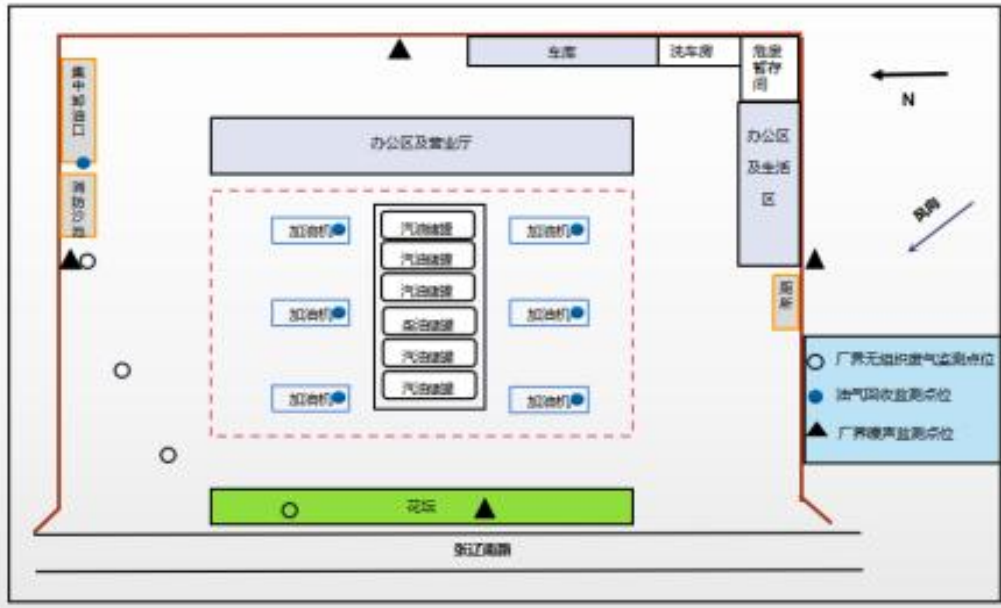 车库
洗车房
危废
暂存
间
集中卸油口
N
办公区及营业厅
办公区
及生活
区
消防沙池
风向
加油机
汽油储罐
加油机
汽油储罐
汽油储罐
厕所
加油机
柴油储罐
加油机
汽油储罐
厂界无组织废气监测点位
加油机
汽油储罐
加油机
油气回收监测点位
厂界噪声监测点位
花坛
张辽南路